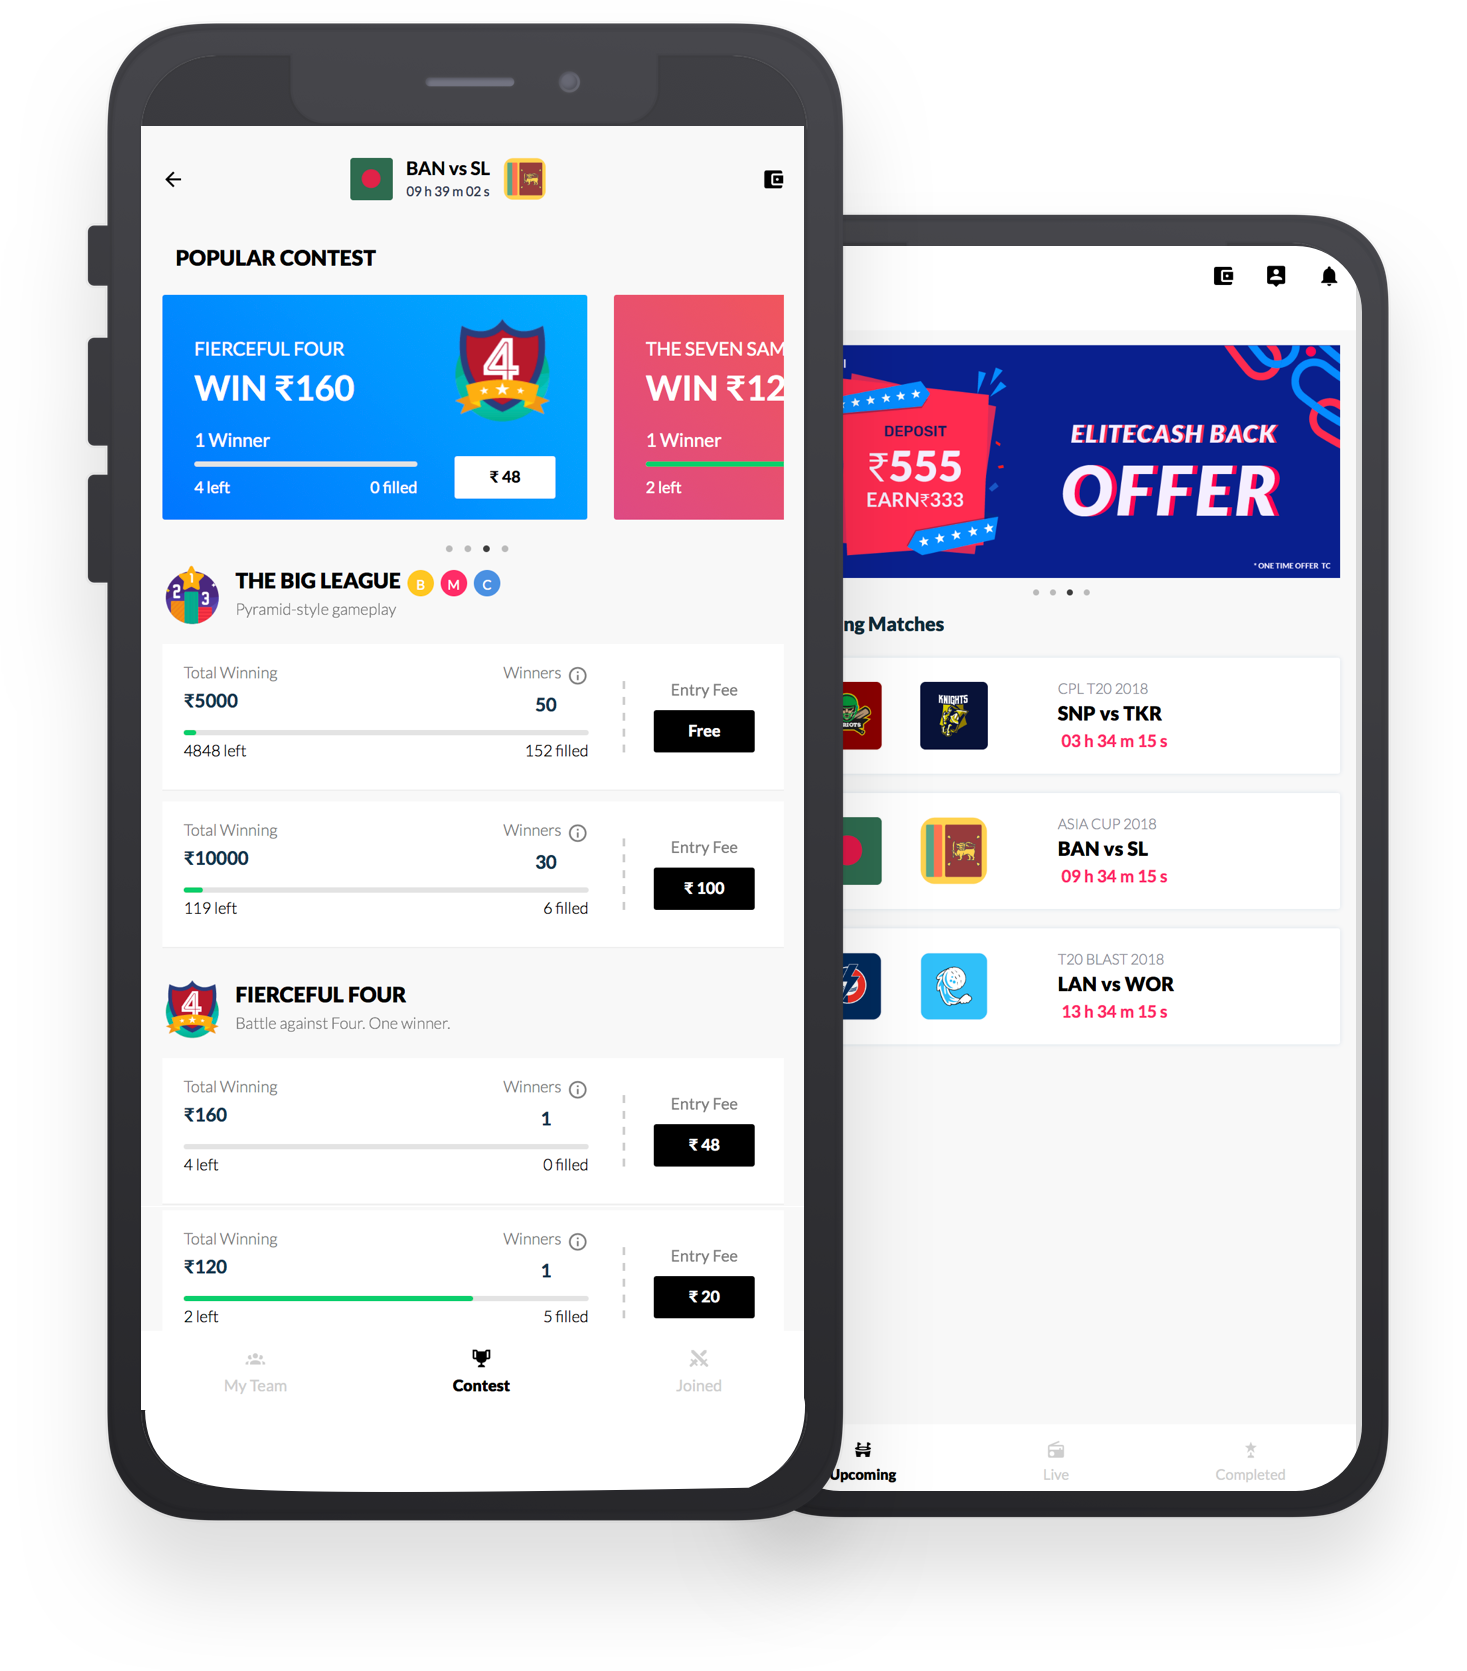 BAN vs SL
09 h 39 m 02 s
POPULAR CONTEST
FIERCEFUL FOUR
WIN ₹160
4
1 Winner
4 left
0 filled
₹ 48
THE SEVEN SAM
WIN ₹12
1 Winner
2 left
1
2
3
THE BIG LEAGUE
B
M
C
Pyramid-style gameplay
Total Winning
Winners
₹5000
50
4848 left
152 filled
Entry Fee
Free
Total Winning
Winners
₹10000
30
119 left
6 filled
Entry Fee
₹ 100
4
FIERCEFUL FOUR
Battle against Four. One winner.
Total Winning
Winners
₹160
1
4 left
0 filled
Entry Fee
₹ 48
Total Winning
Winners
₹120
1
2 left
5 filled
Entry Fee
₹ 20
My Team
Contest
Joined
DEPOSIT
₹555
EARN₹333
ELITECASH BACK
OFFER
* ONE TIME OFFER TC
ng Matches
RIOTS
KNIGHTS
CPL T20 2018
SNP vs TKR
03 h 34 m 15 s
ASIA CUP 2018
BAN vs SL
09 h 34 m 15 s
T20 BLAST 2018
LAN vs WOR
13 h 34 m 15 s
Upcoming
Live
Completed